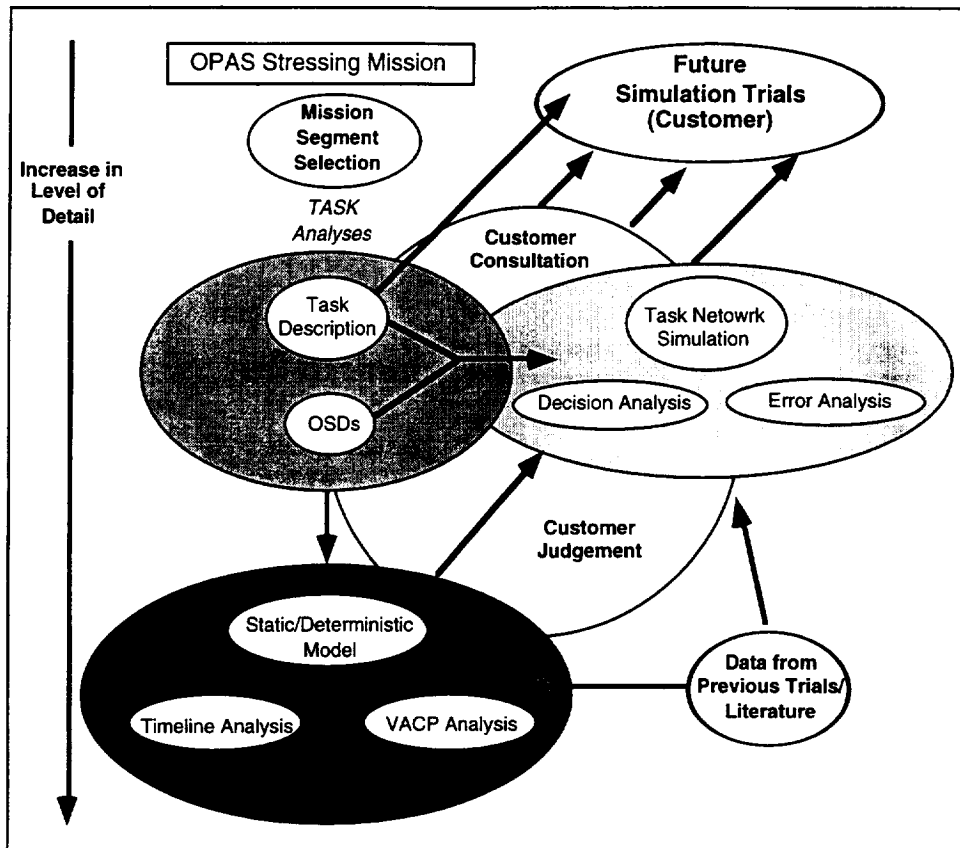 OPAS Stressing Mission
Mission
Segment
Selection
Future
Simulation Trials
(Customer)
Increase in
Level of
Detail
TASK
Analyses
Customer
Consultation
Task
Description
OSDs
Task Netowrk
Simulation
Decision Analysis
Error Analysis
Customer
Judgement
Static/Deterministic
Model
Timeline Analysis
VACP Analysis
Data from
Previous Trials/
Literature